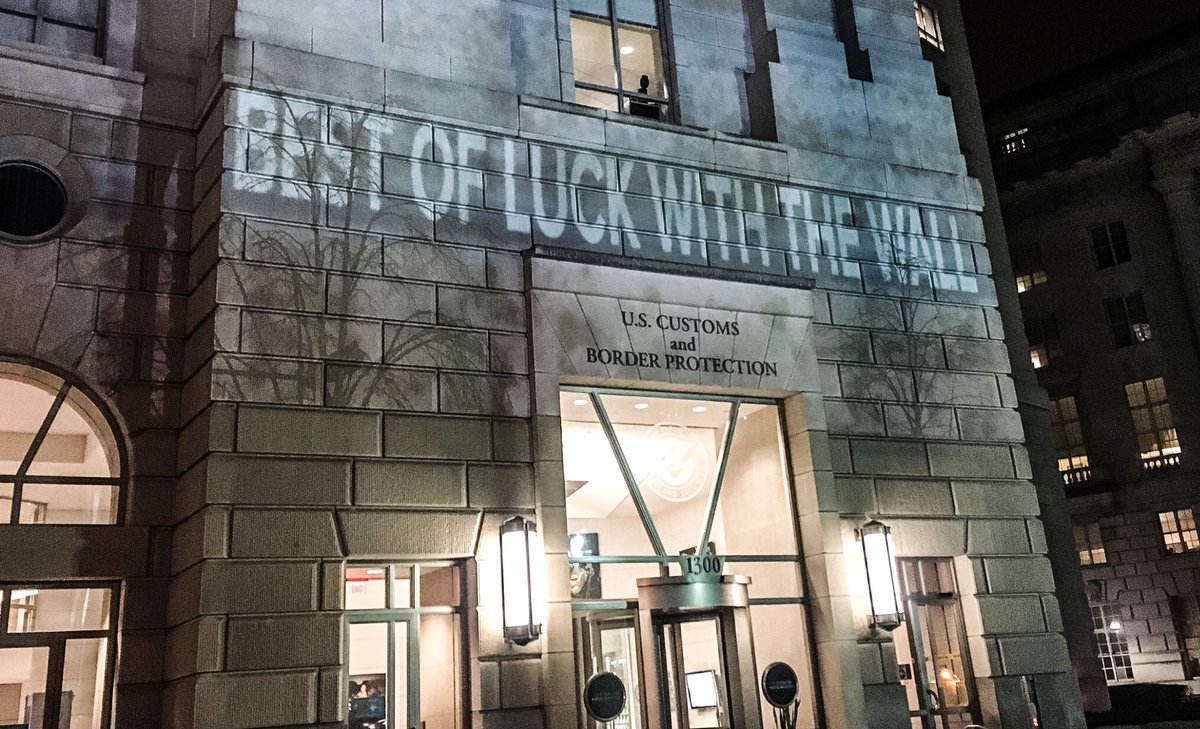 BEST OF LUCK WITH THE WALL
U.S. CUSTOMS
and
BORDER PROTECTION
1300